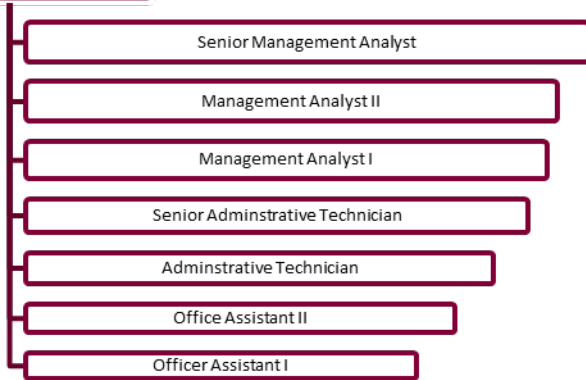 Senior Management Analyst
Management Analyst II
Management Analyst I
Senior Adminstrative Technician
Adminstrative Technician
Office Assistant II
Officer Assistant I